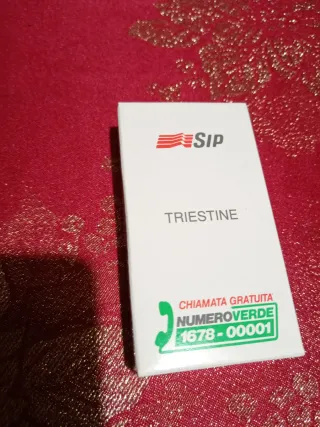 SIP
TRIESTINE
CHIAMATA GRATUITA
NUMEROVERDE
1678-00001